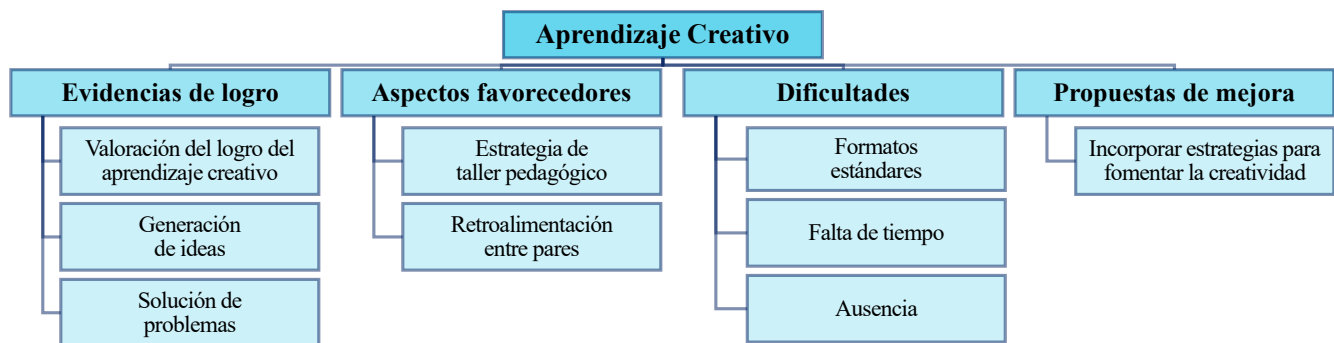 Aprendizaje Creativo
Evidencias de logro
Valoración del logro del
aprendizaje creativo
Generación
de ideas
Solución de
problemas
Aspectos favorecedores
Estrategia de
taller pedagógico
Retroalimentación
entre pares
Dificultades
Formatos
estándares
Falta de tiempo
Ausencia
Propuestas de mejora
Incorporar estrategias para
fomentar la creatividad